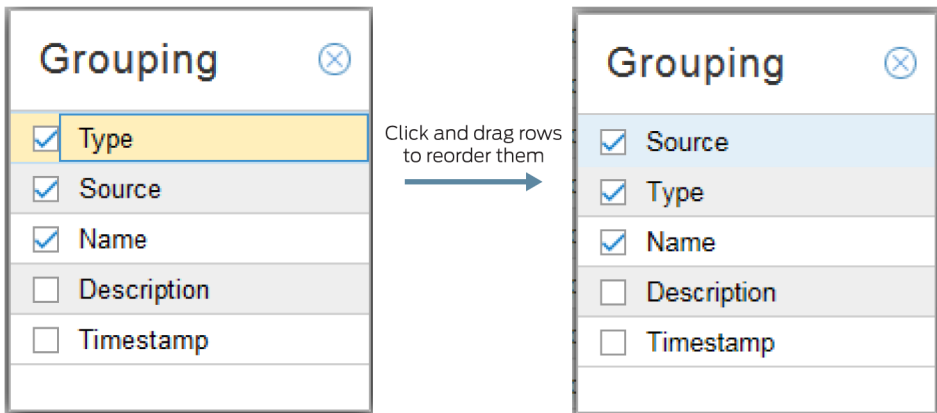 Grouping
Type
Source
Name
Description
Timestamp
Click and drag rows
to reorder them
Grouping
Source
Type
Name
Description
Timestamp